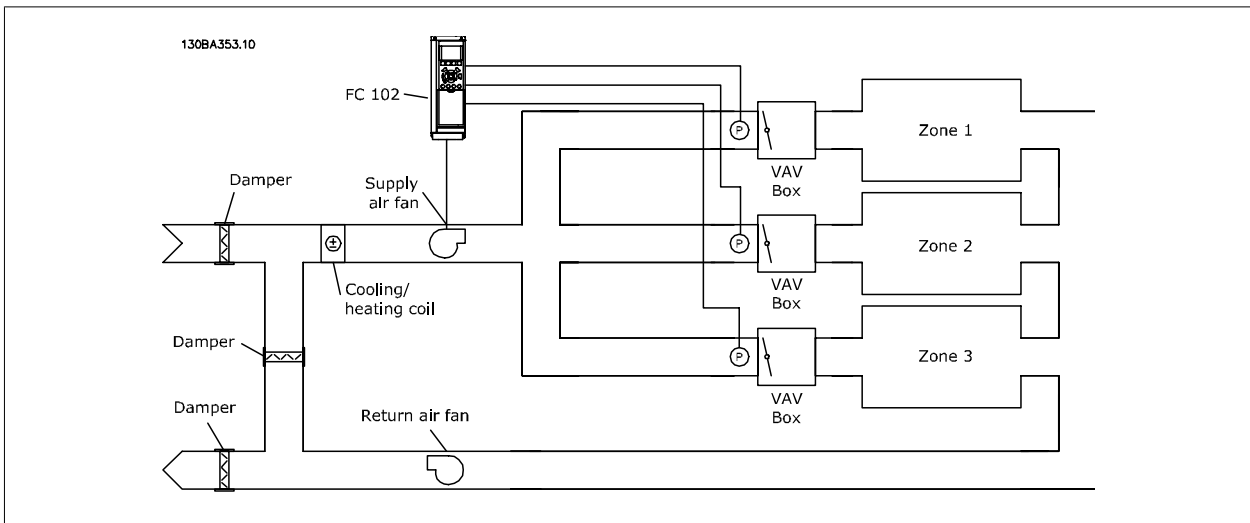 130BA353.10
FC 102
Damper
Supply
air fan
Cooling/
heating coil
P
VAV
Box
Zone 1
P
VAV
Box
Zone 2
P
VAV
Box
Zone 3
Damper
Damper
Return air fan